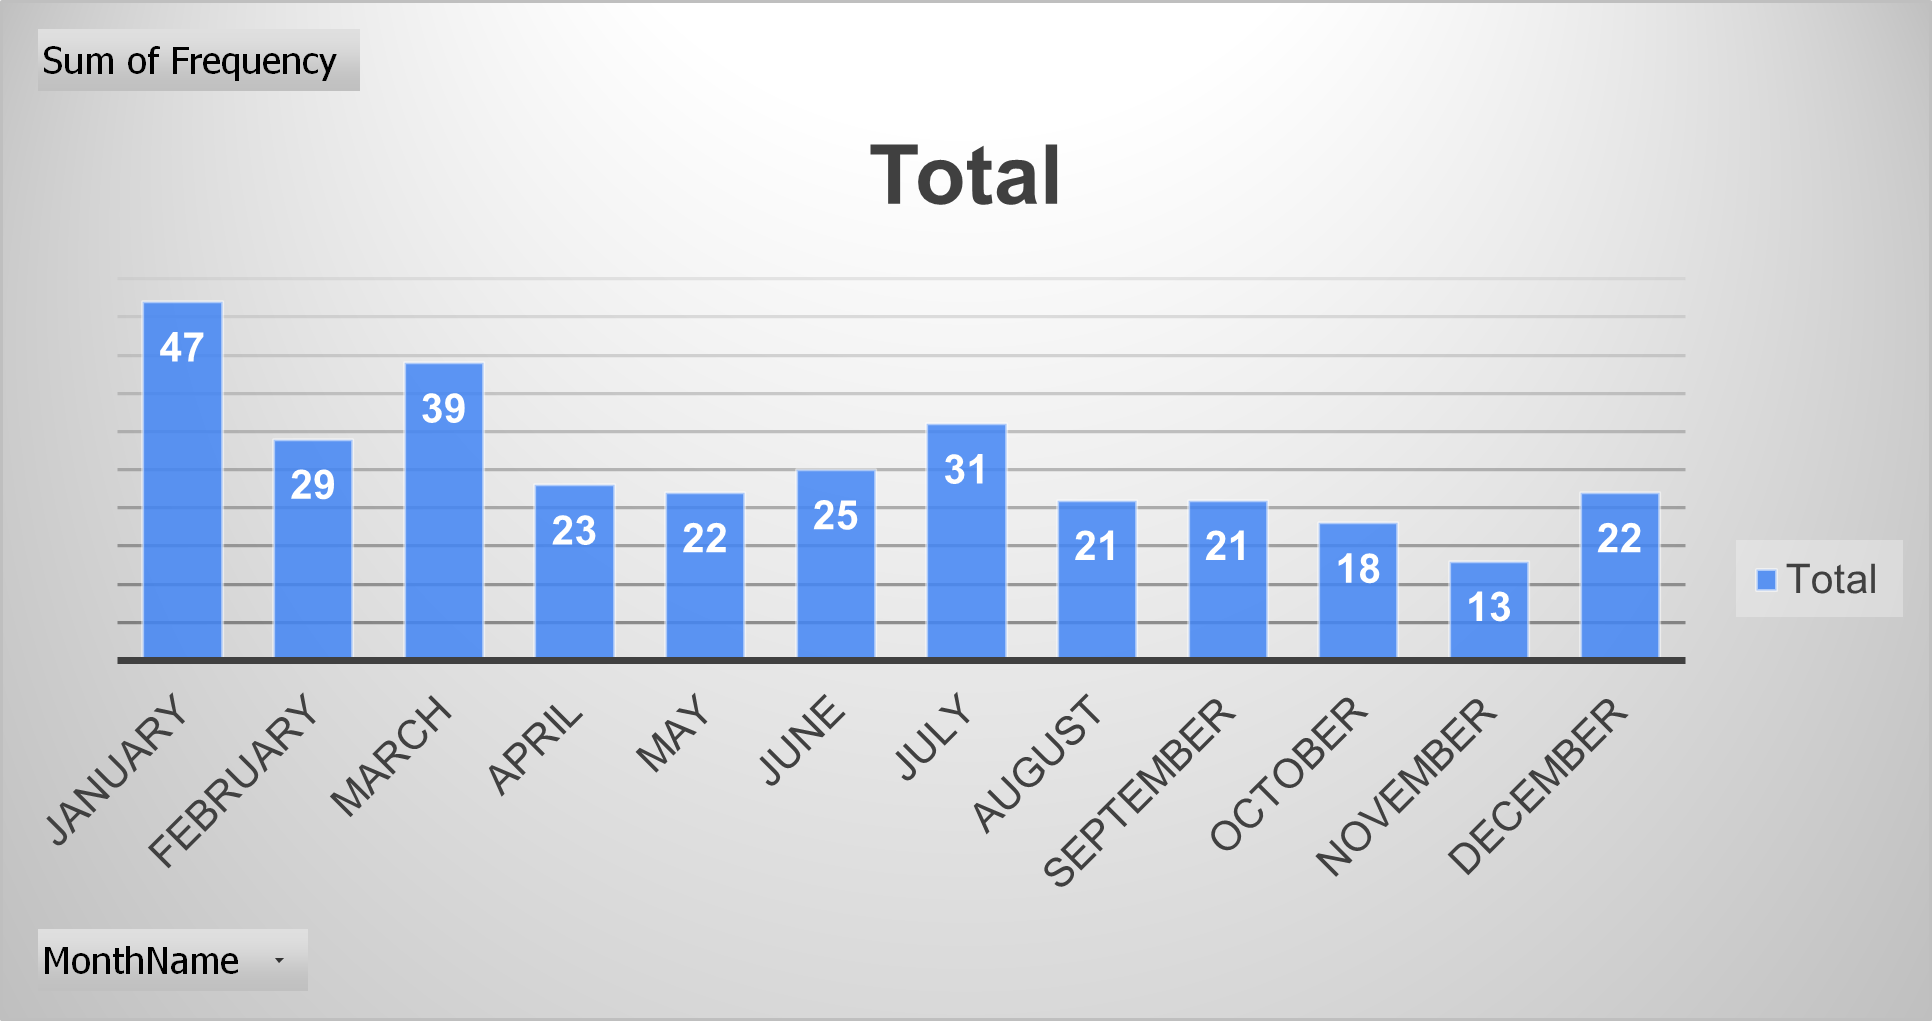 Sum of Frequency
Total
47
29
39
23
22
25
31
21
21
18
13
22
Total
JANUARY
FEBRUARY
MARCH
APRIL
MAY
JUNE
JULY
AUGUST
SEPTEMBER
OCTOBER
NOVEMBER
DECEMBER
MonthName